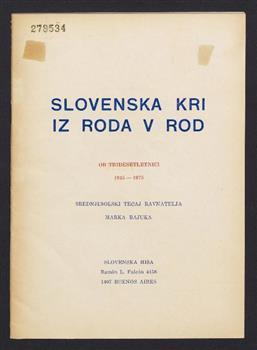 279534
SLOVENSKA KRI
IZ RODA V ROD
OB TRIDESETLETNICI
1945 — 1975
SREDNJEŠOLSKI TEČAJ RAVNATELJA
MARKA BAJUKA
SLOVENSKA HIŠA
Ramón L. Falcón 4158
1407 BUENOS AIRES